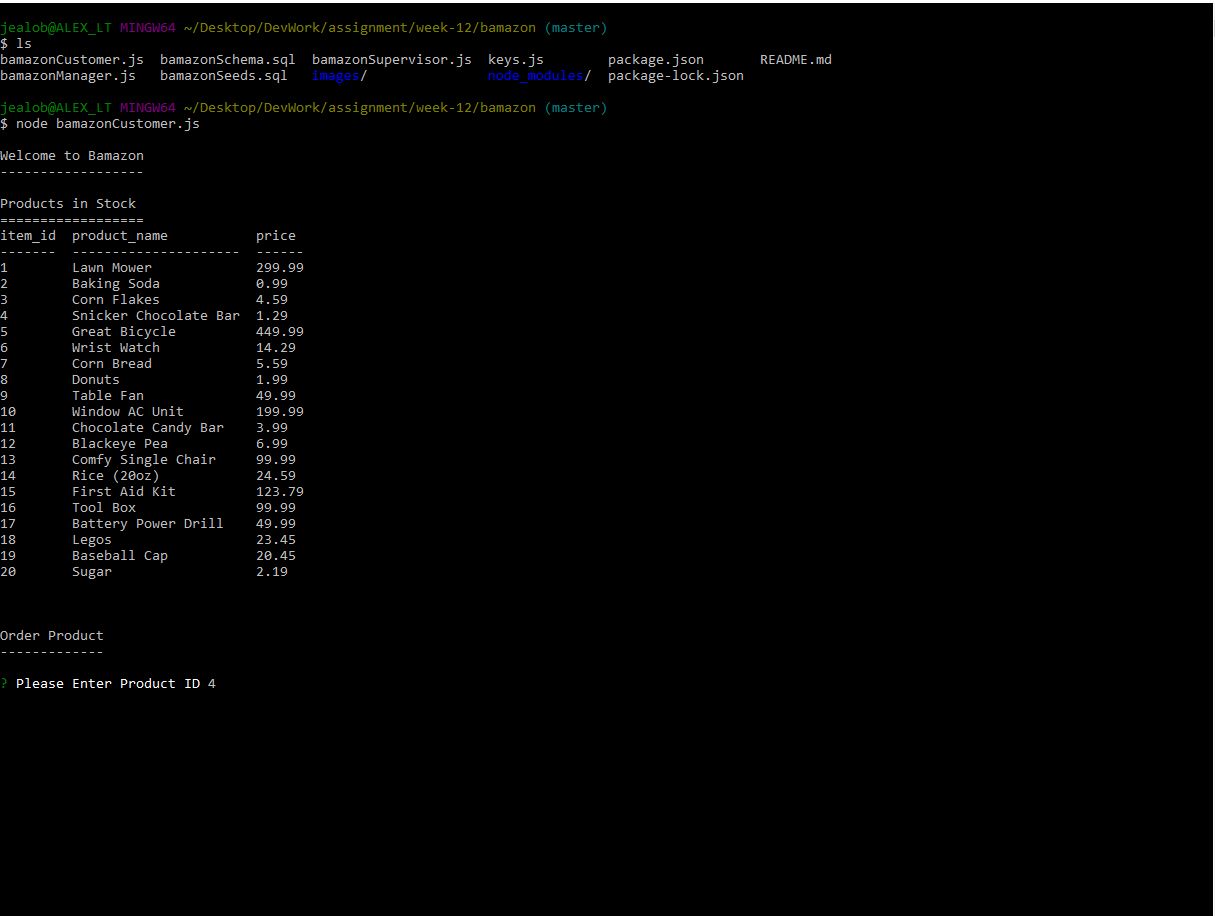 jealob@ALEX_LT MINGW64 ~/Desktop/DevWork/assignment/week-12/bamazon (master)
$ ls
bamazonCustomer.js  bamazonSchema.sql  bamazonSupervisor.js  keys.js        package.json       README.md
bamazonManager.js   bamazonSeeds.sql   Images/               node_modules/  package-lock.json
jealob@ALEX_LT MINGW64 ~/Desktop/DevWork/assignment/week-12/bamazon (master)
$ node bamazonCustomer.js
Welcome to Bamazon
------------------
Products in Stock
==================
item_id  product_name           price
-------  ---------------------  ------
1        Lawn Mower             299.99
2        Baking Soda            0.99
3        Corn Flakes            4.59
4        Snicker Chocolate Bar  1.29
5        Great Bicycle          449.99
6        Wrist Watch            14.29
7        Corn Bread             5.59
8        Donuts                 1.99
9        Table Fan              49.99
10       Window AC Unit         199.99
11       Chocolate Candy Bar    3.99
12       Blackeye Pea           6.99
13       Comfy Single Chair     99.99
14       Rice (20oz)            24.59
15       First Aid Kit          123.79
16       Tool Box               99.99
17       Battery Power Drill    49.99
18       Legos                  23.45
19       Baseball Cap           20.45
20       Sugar                  2.19
Order Product
-------------
? Please Enter Product ID 4